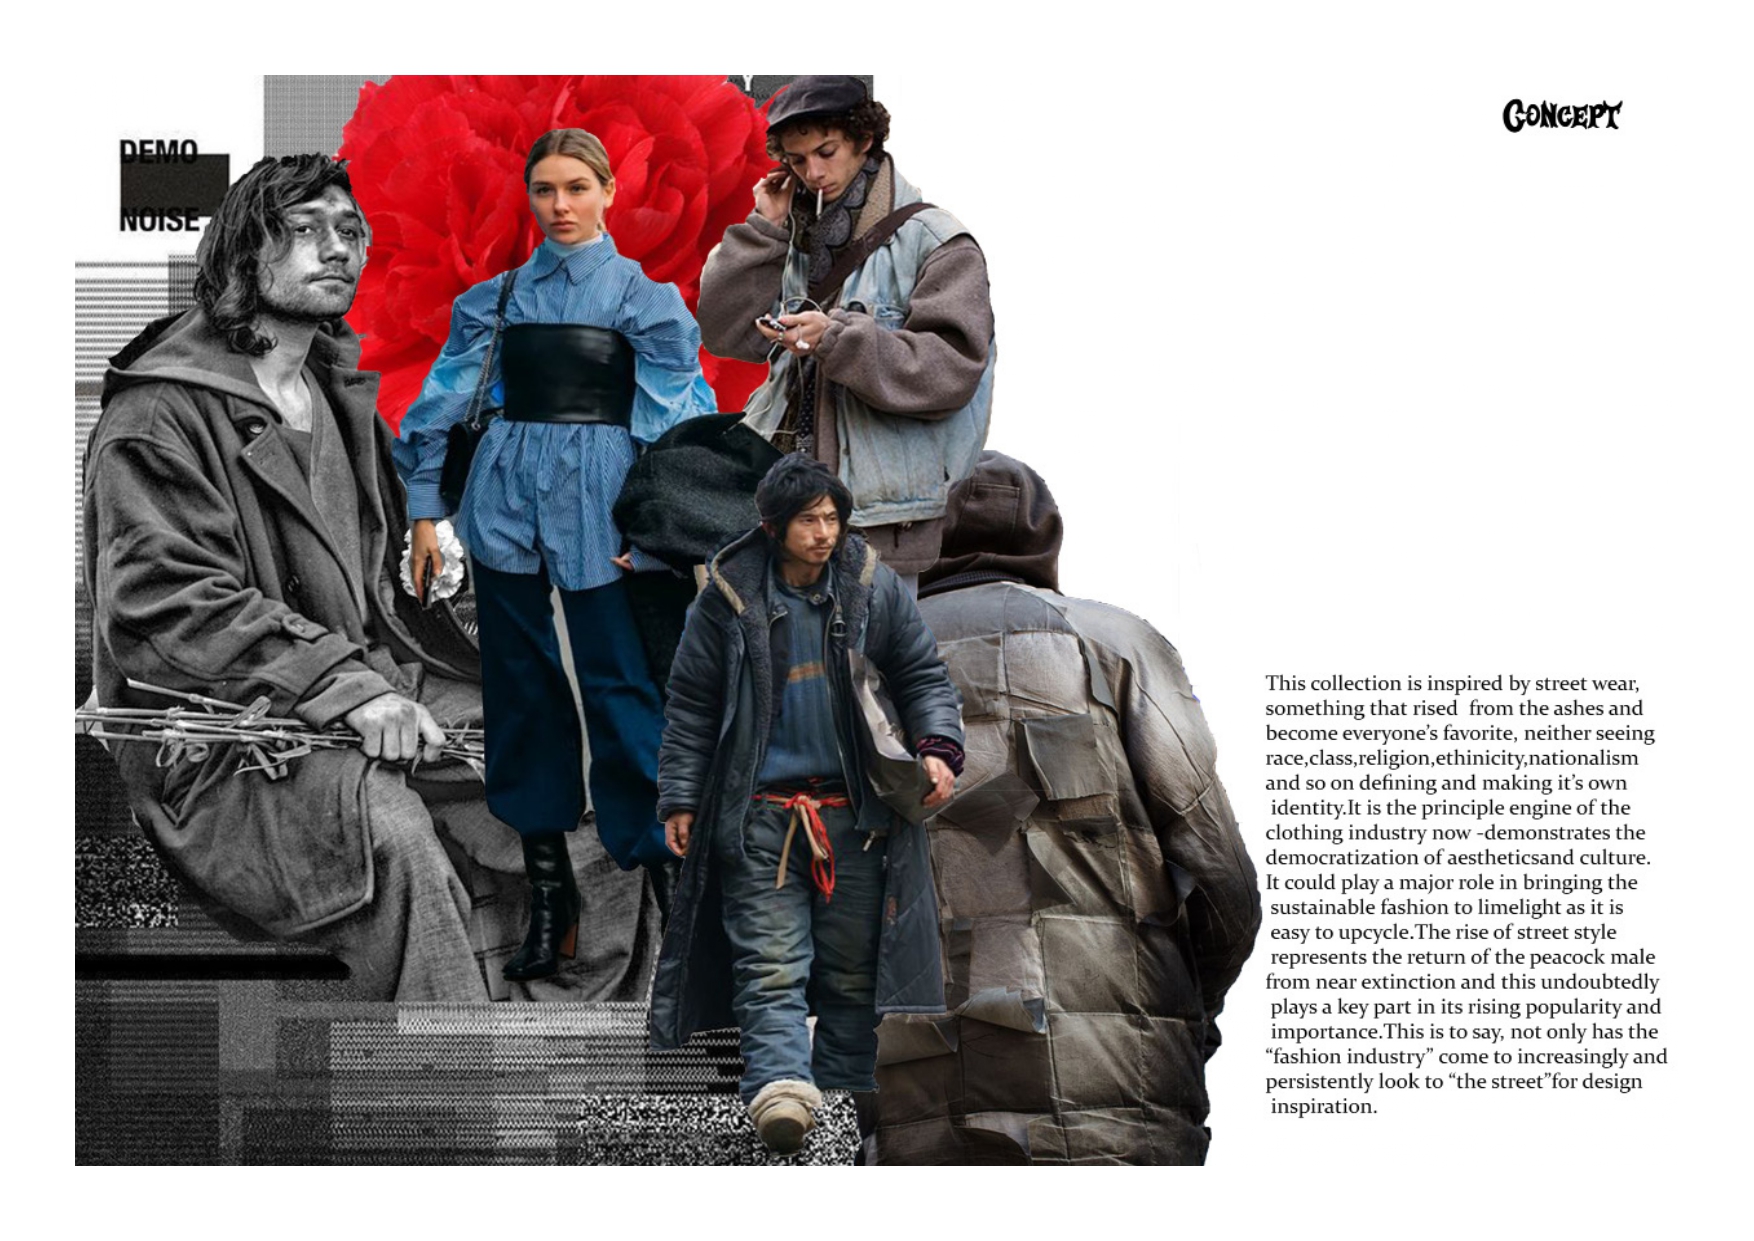 DEMO
NOISE
CONCEPT
This collection is inspired by street wear,
something that rised  from the ashes and
become everyone’s favorite, neither seeing
race,class,religion,ethinicity,nationalism
and so on defining and making it’s own
identity.It is the principle engine of the
clothing industry now -demonstrates the
democratization of aestheticsand culture.
It could play a major role in bringing the
sustainable fashion to limelight as it is
easy to upcycle.The rise of street style
represents the return of the peacock male
from near extinction and this undoubtedly
plays a key part in its rising popularity and
importance.This is to say, not only has the
“fashion industry” come to increasingly and
persistently look to “the street”for design
inspiration.